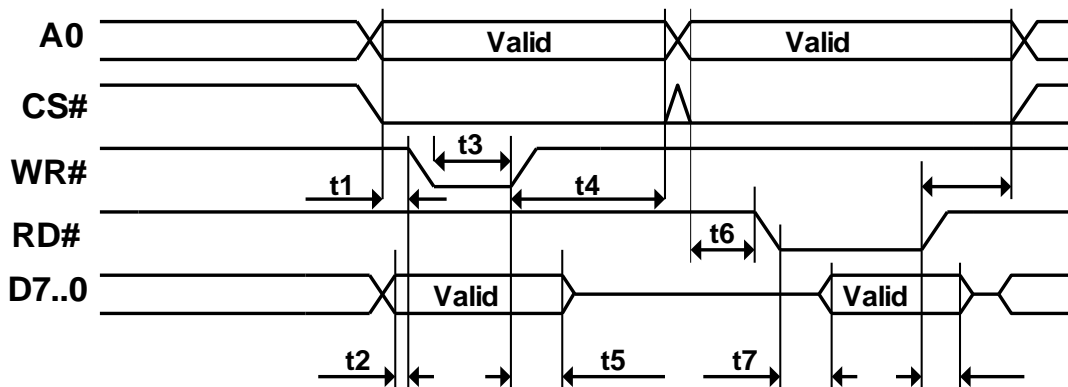 A0 Valid Valid
CS#
WR# t3
t1 t4
RD# t6
D7..0 Valid Valid
t2 t5 t7